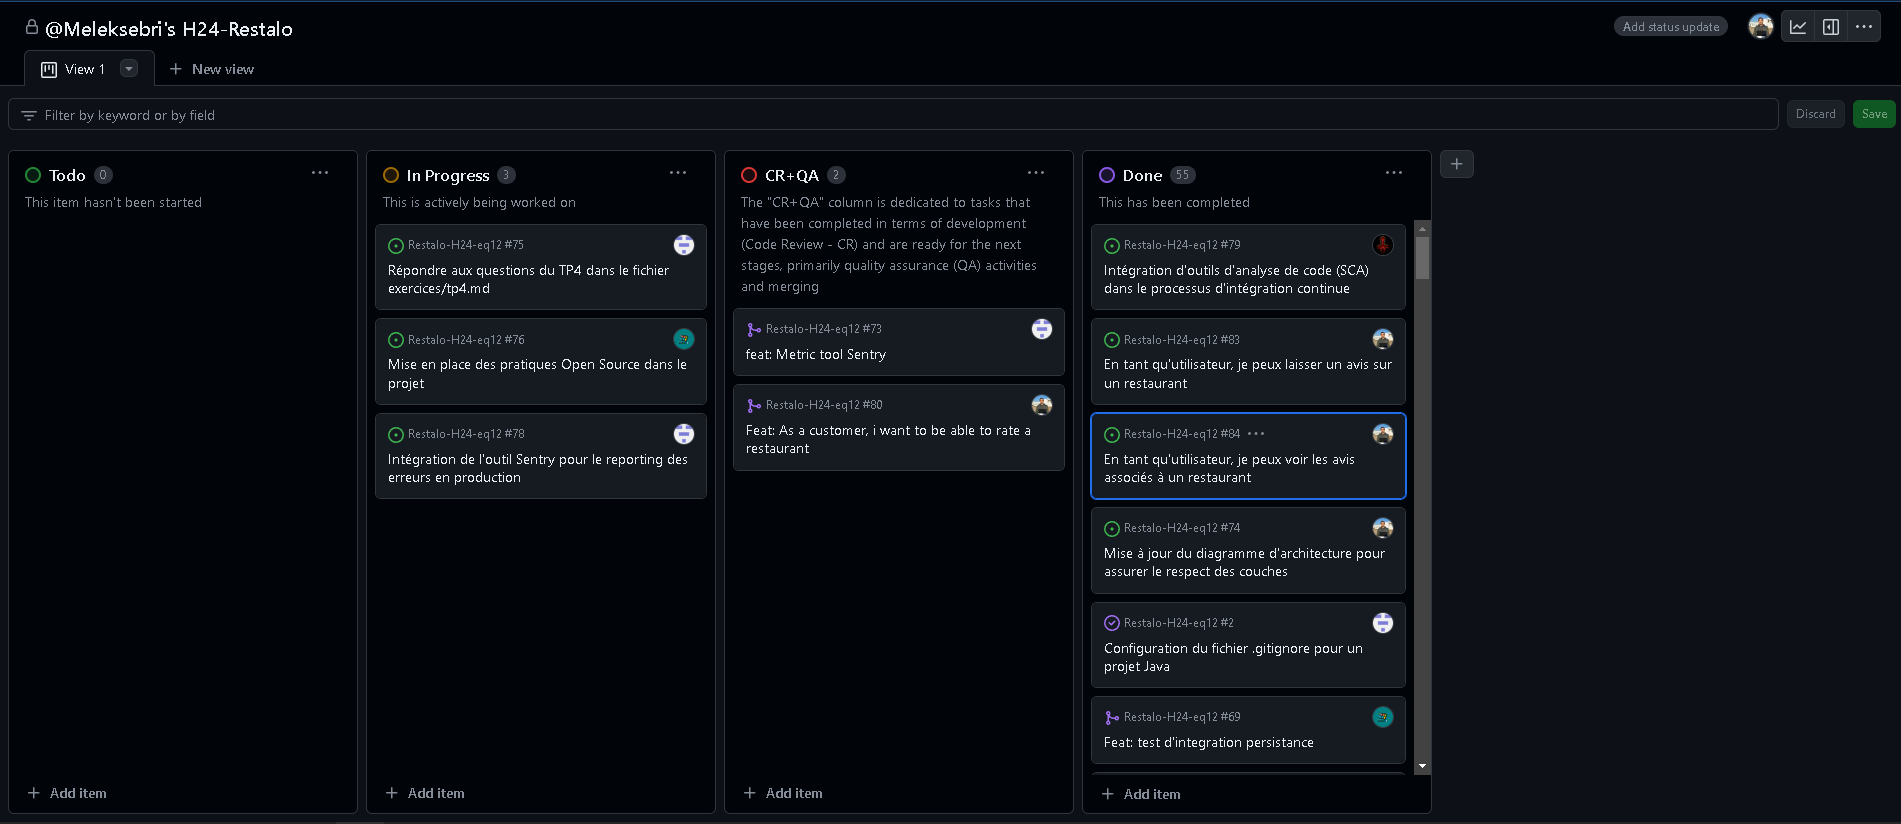 @Meleksebri's H24-Restalo
Add status update
View 1
New view
Filter by keyword or by field
Discard
Save
Todo 0
This item hasn't been started
Add item
In Progress 3
This is actively being worked on
Restalo-H24-eq12 #75
Répondre aux questions du TP4 dans le fichier
exercices/tp4.md
Restalo-H24-eq12 #76
Mise en place des pratiques Open Source dans le
projet
Restalo-H24-eq12 #78
Intégration de l'outil Sentry pour le reporting des
erreurs en production
Add item
CR+QA 2
The "CR+QA" column is dedicated to tasks that
have been completed in terms of development
(Code Review - CR) and are ready for the next
stages, primarily quality assurance (QA) activities
and merging
Restalo-H24-eq12 #73
feat: Metric tool Sentry
Restalo-H24-eq12 #80
Feat: As a customer, i want to be able to rate a
restaurant
Add item
Done 55
This has been completed
Restalo-H24-eq12 #79
Intégration d'outils d'analyse de code (SCA)
dans le processus d'intégration continue
Restalo-H24-eq12 #83
En tant qu'utilisateur, je peux laisser un avis sur
un restaurant
Restalo-H24-eq12 #84
En tant qu'utilisateur, je peux voir les avis
associés à un restaurant
Restalo-H24-eq12 #74
Mise à jour du diagramme d'architecture pour
assurer le respect des couches
Restalo-H24-eq12 #2
Configuration du fichier .gitignore pour un
projet Java
Restalo-H24-eq12 #69
Feat: test d'integration persistance
Add item